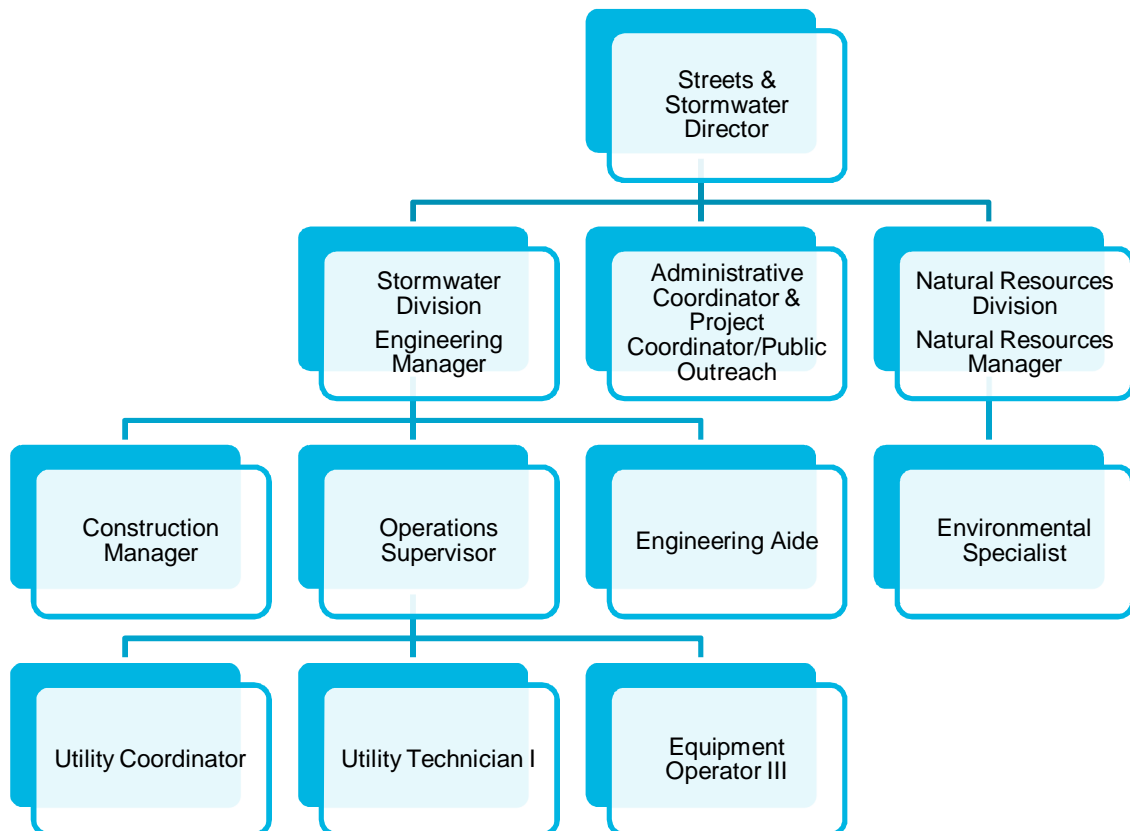 Streets &
Stormwater
Director
Stormwater
Division
Engineering
Manager
Administrative
Coordinator &
Project
Coordinator/Public
Outreach
Natural Resources
Division
Natural Resources
Manager
Construction
Manager
Operations
Supervisor
Engineering Aide
Environmental
Specialist
Utility Coordinator
Utility Technician I
Equipment
Operator III